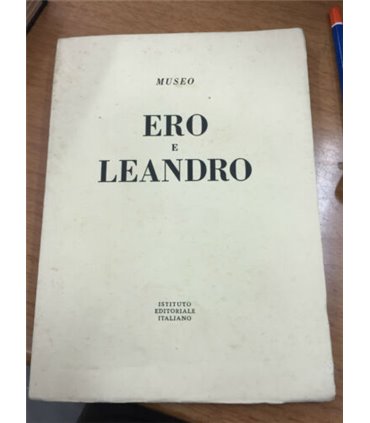 MUSEO
ERO
E
LEANDRO
ISTITUTO
EDITORIALE
ITALIANO